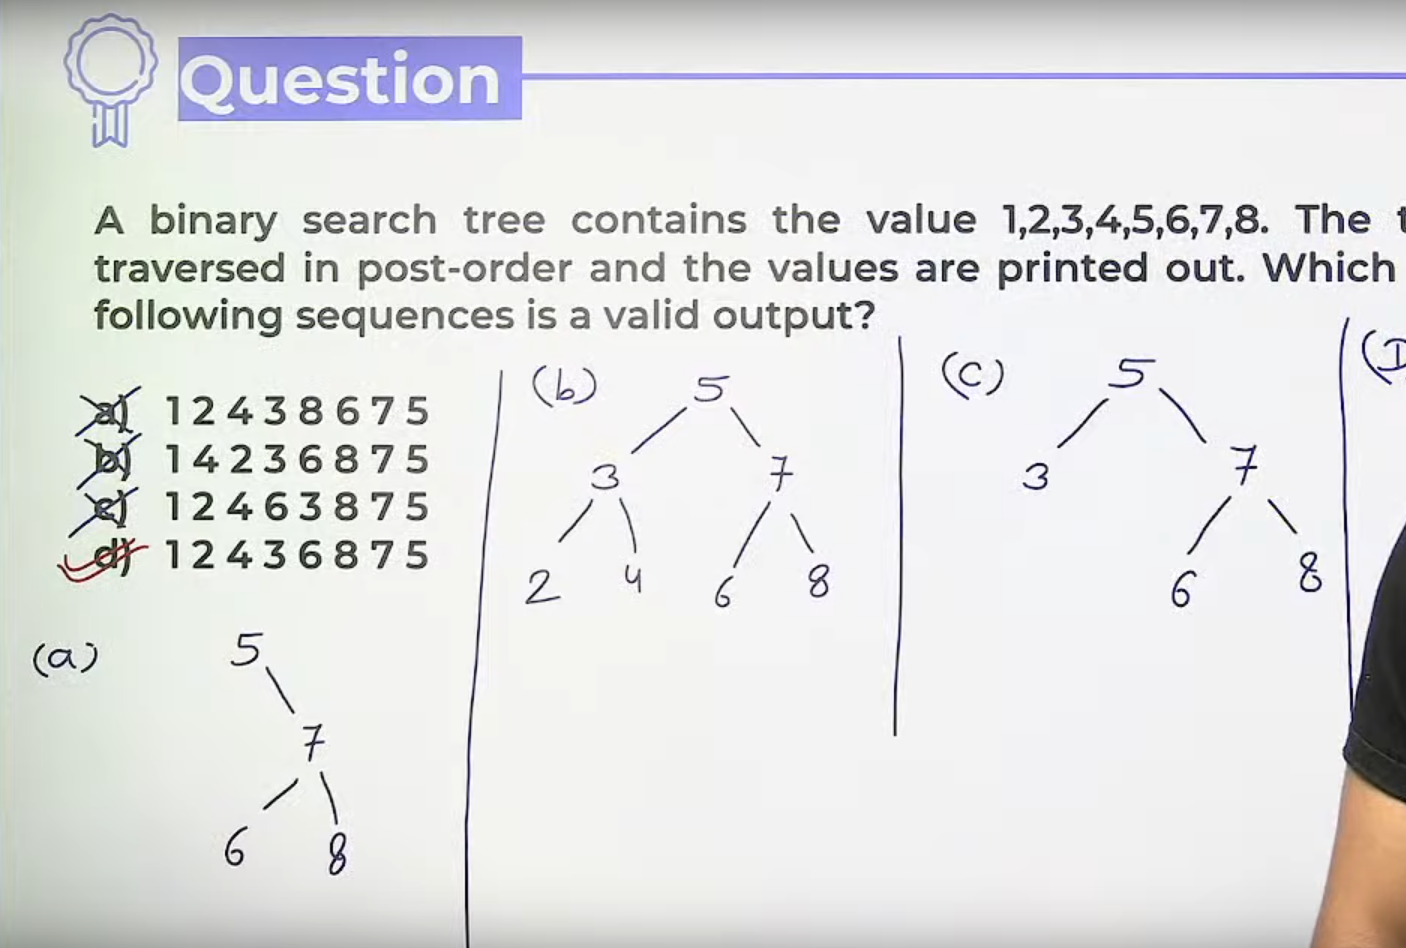 Question
A binary search tree contains the value 1,2,3,4,5,6,7,8. The
traversed in post-order and the values are printed out. Which
following sequences is a valid output?
a) 1 2 4 3 8 6 7 5
b) 1 4 2 3 6 8 7 5
c) 1 2 4 6 3 8 7 5
d) 1 2 4 3 6 8 7 5
(a)
5
7
6 8
(b)
5
3 7
2 4 6 8
(C)
5
3 7
6 8